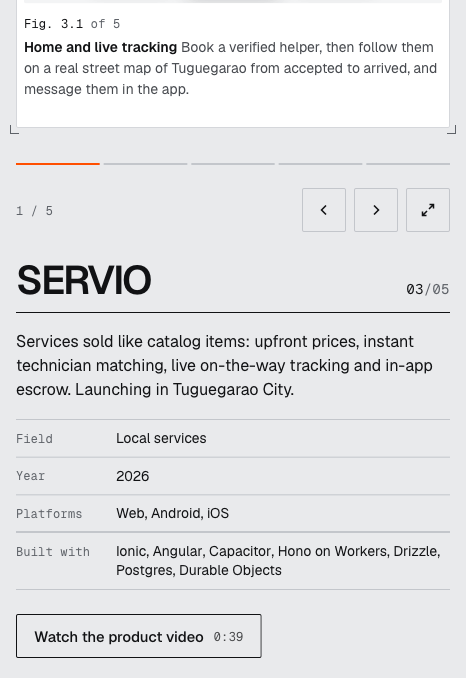 Fig. 3.1 of 5
Home and live tracking Book a verified helper, then follow them
on a real street map of Tuguegarao from accepted to arrived, and
message them in the app.
1 / 5
SERVIO
03/05
Services sold like catalog items: upfront prices, instant
technician matching, live on-the-way tracking and in-app
escrow. Launching in Tuguegarao City.
Field Local services
Year 2026
Platforms Web, Android, iOS
Built with Ionic, Angular, Capacitor, Hono on Workers, Drizzle,
Postgres, Durable Objects
Watch the product video 0:39